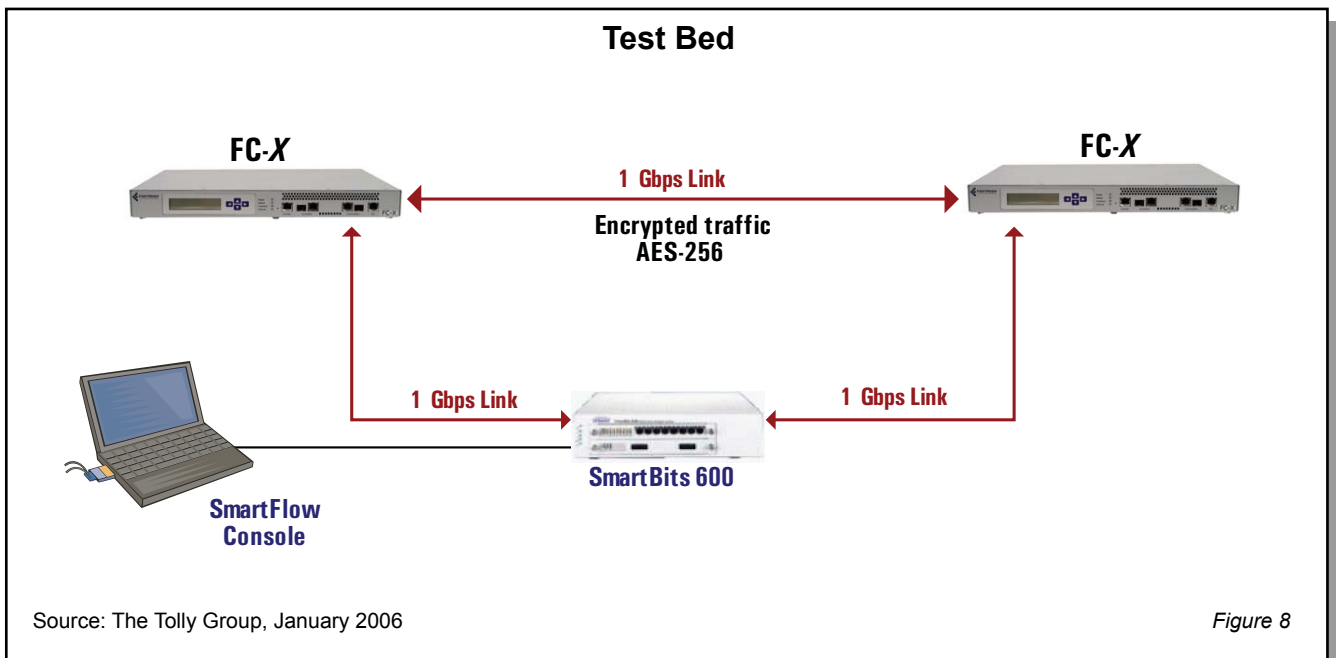 Test Bed
FC-X
FC-X
1 Gbps Link
Encrypted traffic
AES-256
1 Gbps Link
1 Gbps Link
SmartBits 600
SmartFlow
Console
Source: The Tolly Group, January 2006
Figure 8